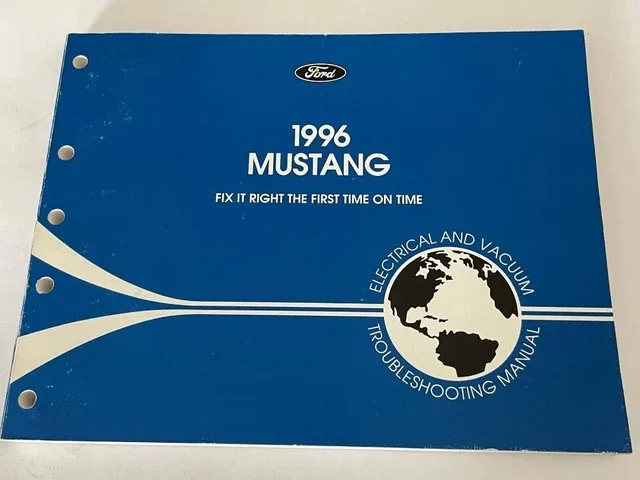 Ford
1996
MUSTANG
FIX IT RIGHT THE FIRST TIME ON TIME
ELECTRICAL AND VACUUM
TROUBLESHOOTING MANUAL